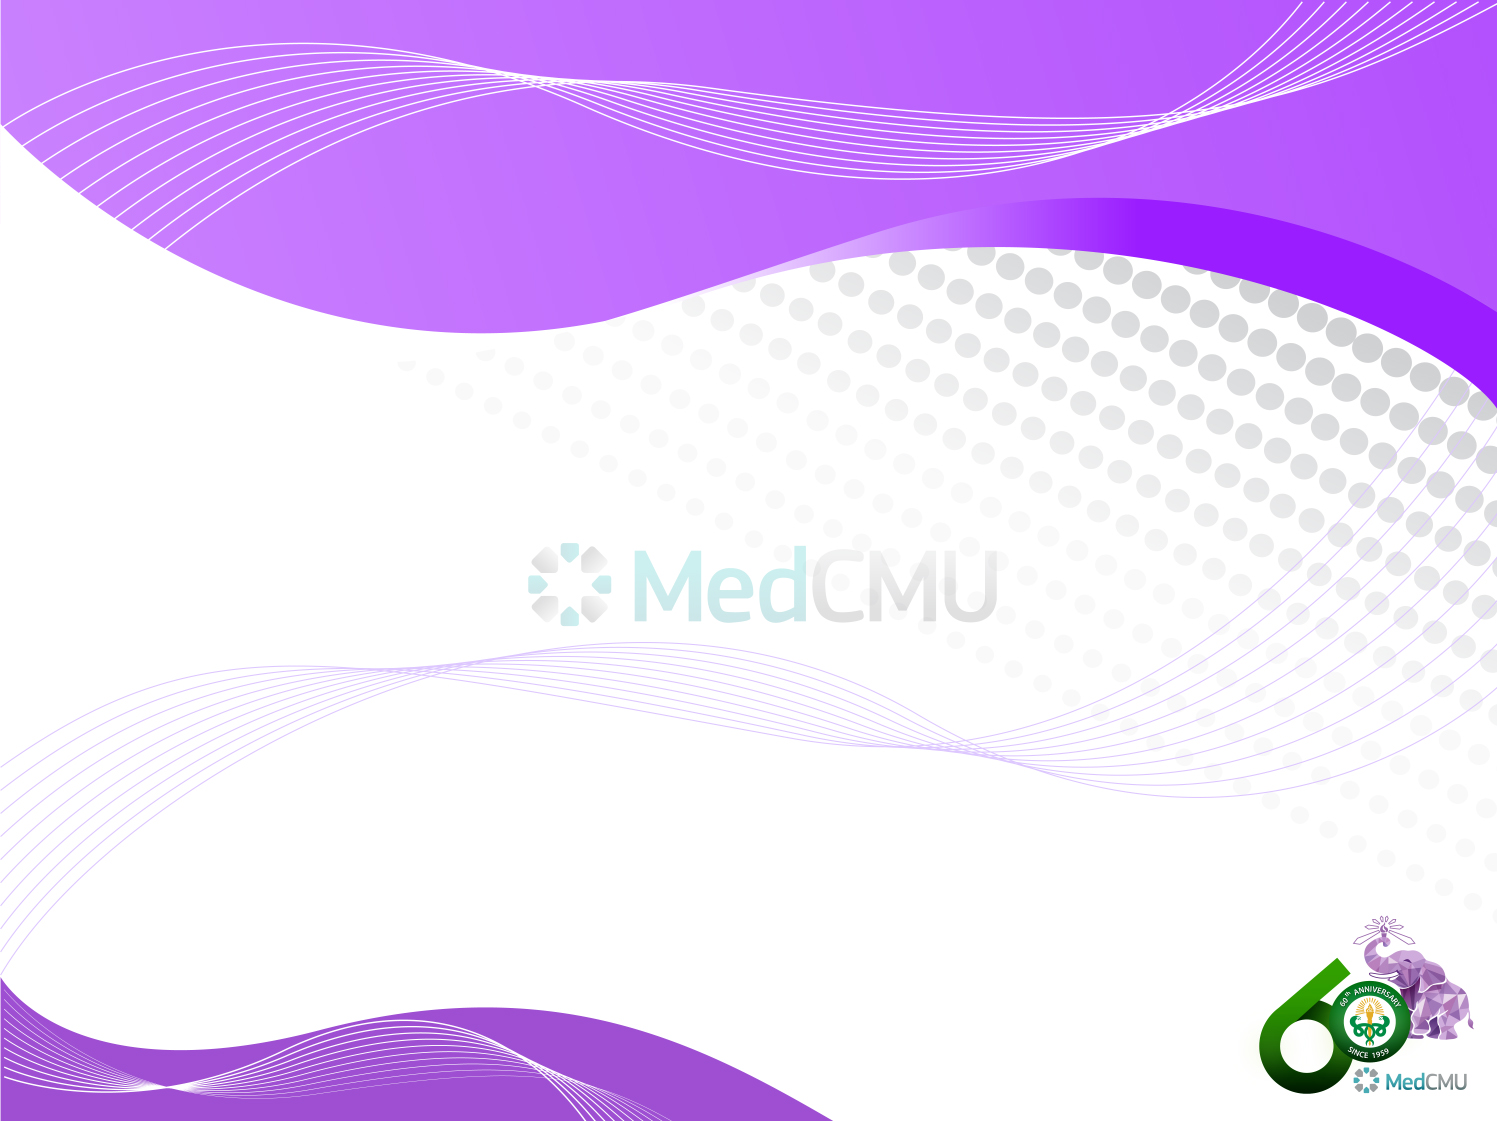 MedCMU
60th ANNIVERSARY
SINCE 1959
MedCMU